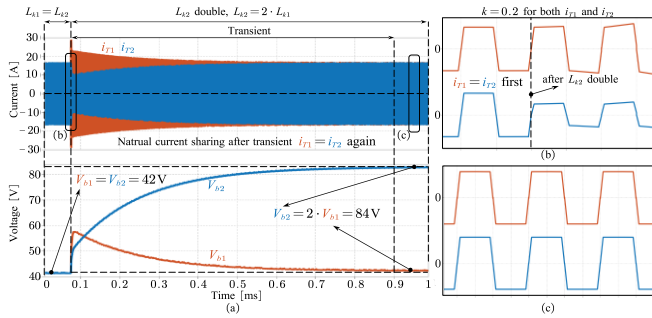 L_{k1} = L_{k2}
L_{k2} double, L_{k2} = 2 · L_{k1}
Transient
i_{T1} i_{T2}
Current [A]
30
20
10
0
−10
−20
−30
(b)
(c)
Natrual current sharing after transient i_{T1} = i_{T2} again
V_{b1} = V_{b2} = 42 V
V_{b2}
V_{b2} = 2 · V_{b1} = 84 V
V_{b1}
Voltage [V]
80
70
60
50
40
0 0.1 0.2 0.3 0.4 0.5 0.6 0.7 0.8 0.9 1
Time [ms]
(a)
k = 0.2 for both i_{T1} and i_{T2}
0
i_{T1} = i_{T2} first
after L_{k2} double
0
(b)
0
0
(c)